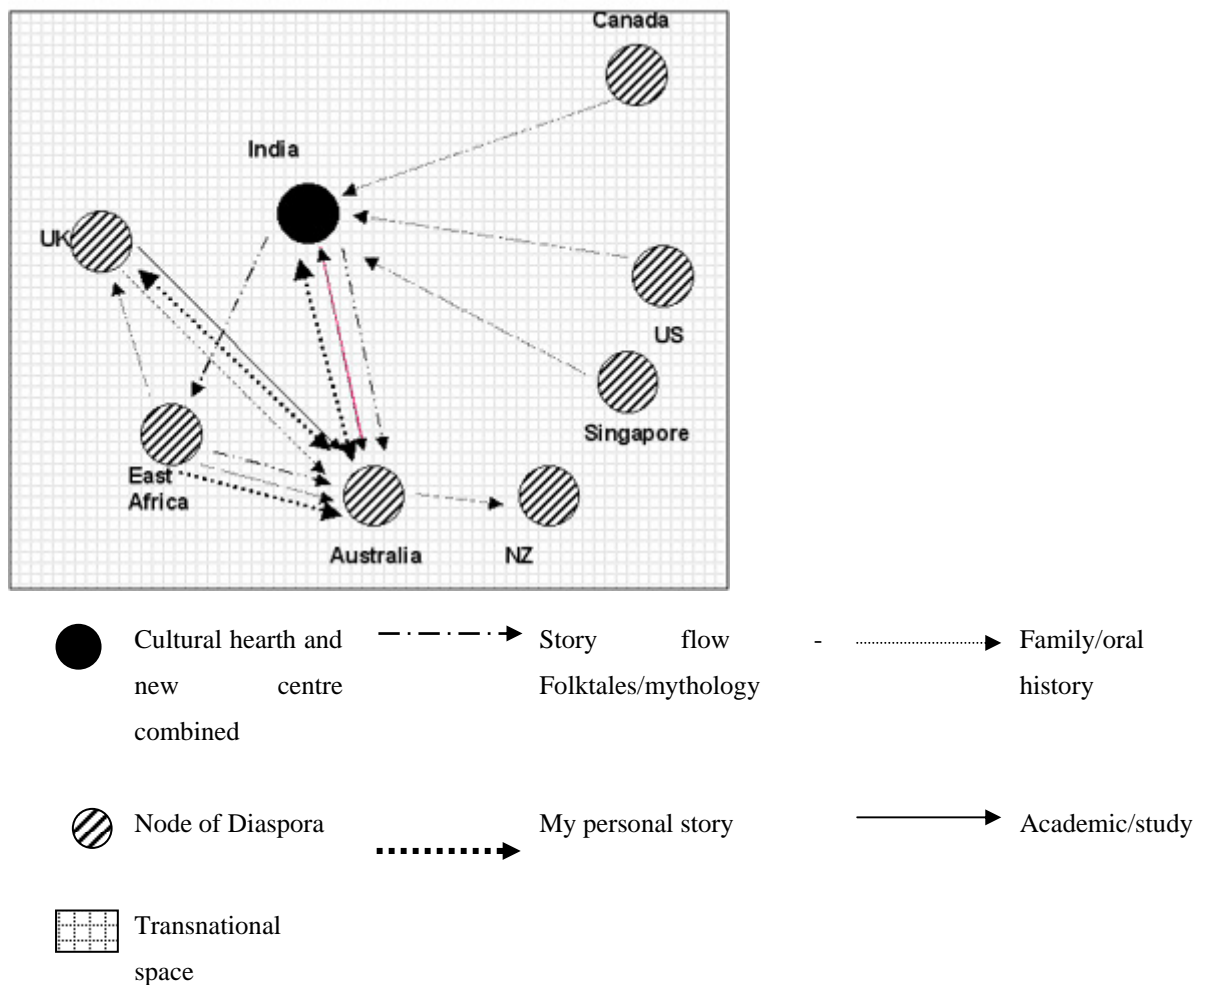 Canada
India
UK
US
Singapore
East
Africa
Australia
NZ
Cultural hearth and
new centre
combined
Story flow -
Folktales/mythology
Family/oral
history
Node of Diaspora
My personal story
Academic/study
Transnational
space